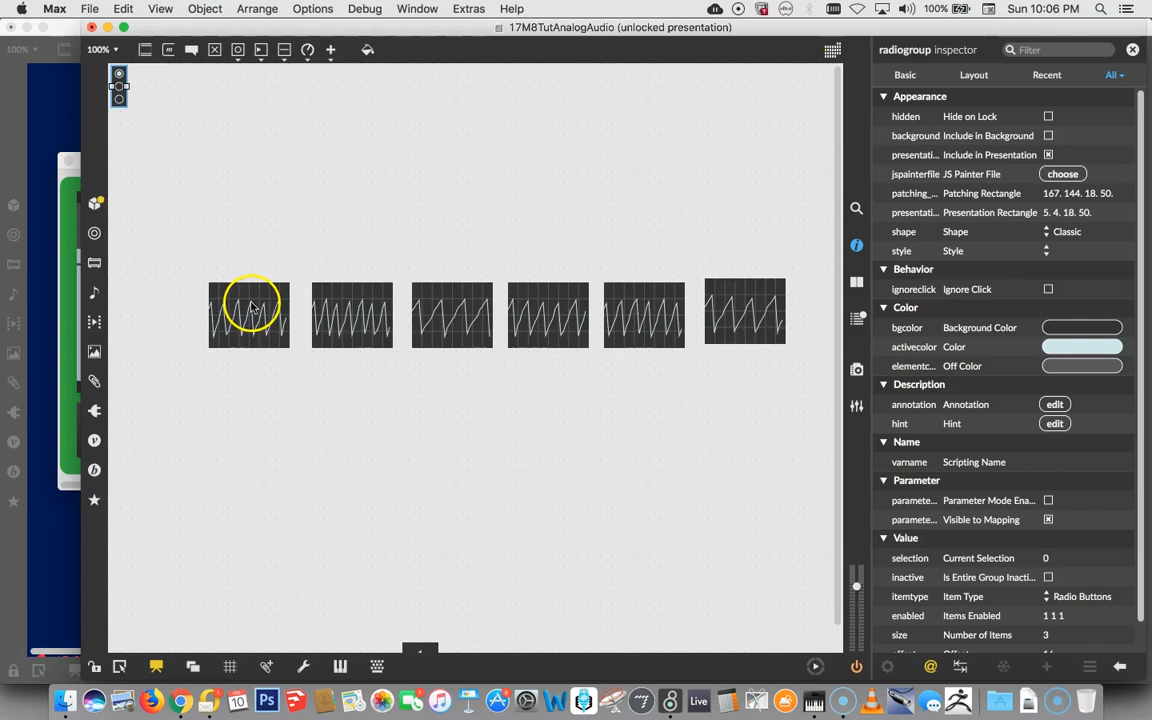 Max File Edit View Object Arrange Options Debug Window Extras Help 100% Sun 10:06 PM
17M8TutAnalogAudio (unlocked presentation)
100%
100%
radiogroup inspector Filter
Basic Layout Recent All
Appearance
hidden Hide on Lock
background Include in Background
presentati... Include in Presentation
jspainterfile JS Painter File choose
patching_... Patching Rectangle 167. 144. 18. 50.
presentati... Presentation Rectangle 5. 4. 18. 50.
shape Shape Classic
style Style
Behavior
ignoreclick Ignore Click
Color
bgcolor Background Color
activecolor Color
elementc... Off Color
Description
annotation Annotation edit
hint Hint edit
Name
varname Scripting Name
Parameter
paramete... Parameter Mode Ena...
paramete... Visible to Mapping
Value
selection Current Selection 0
inactive Is Entire Group Inacti...
itemtype Item Type Radio Buttons
enabled Items Enabled 1 1 1
size Number of Items 3
10
Live